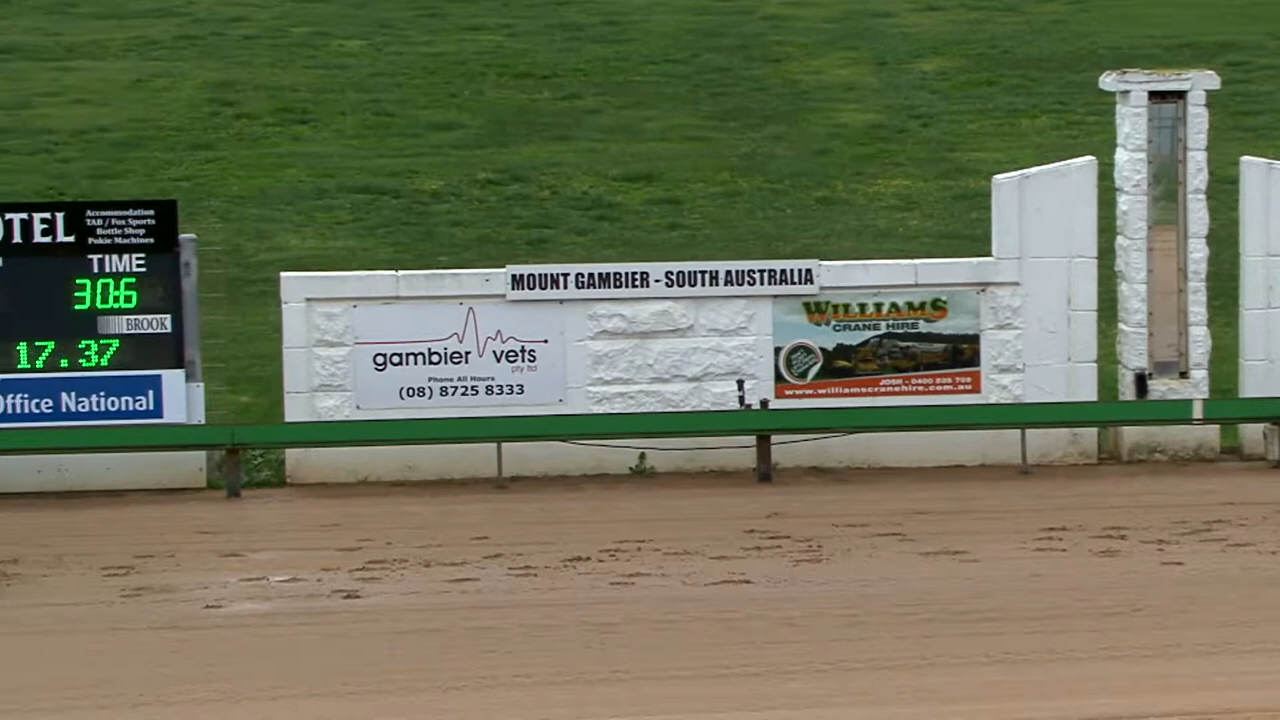 OTEL
Accommodation
TAB / Fox Sports
Bottle Shop
Pokie Machines
TIME
30:6
BROOK
17.37
Office National
MOUNT GAMBIER - SOUTH AUSTRALIA
gambier vets
pty ltd
Phone All Hours
(08) 8725 8333
WILLIAMS
CRANE HIRE
www.williamscranehire.com.au